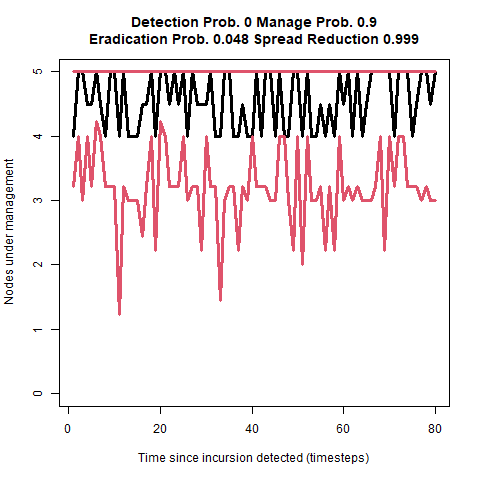 Detection Prob. 0 Manage Prob. 0.9
Eradication Prob. 0.048 Spread Reduction 0.999
Nodes under management
5
4
3
2
1
0
0
20
40
60
80
Time since incursion detected (timesteps)